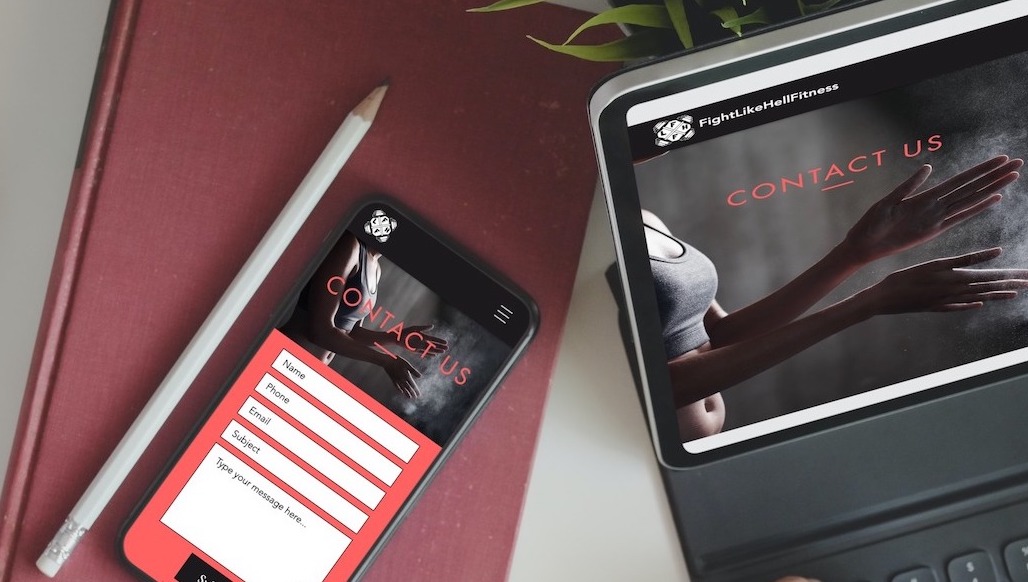 FightLikeHellFitness
CONTACT US
CONTACT US
Name
Phone
Email
Subject
Type your message here...